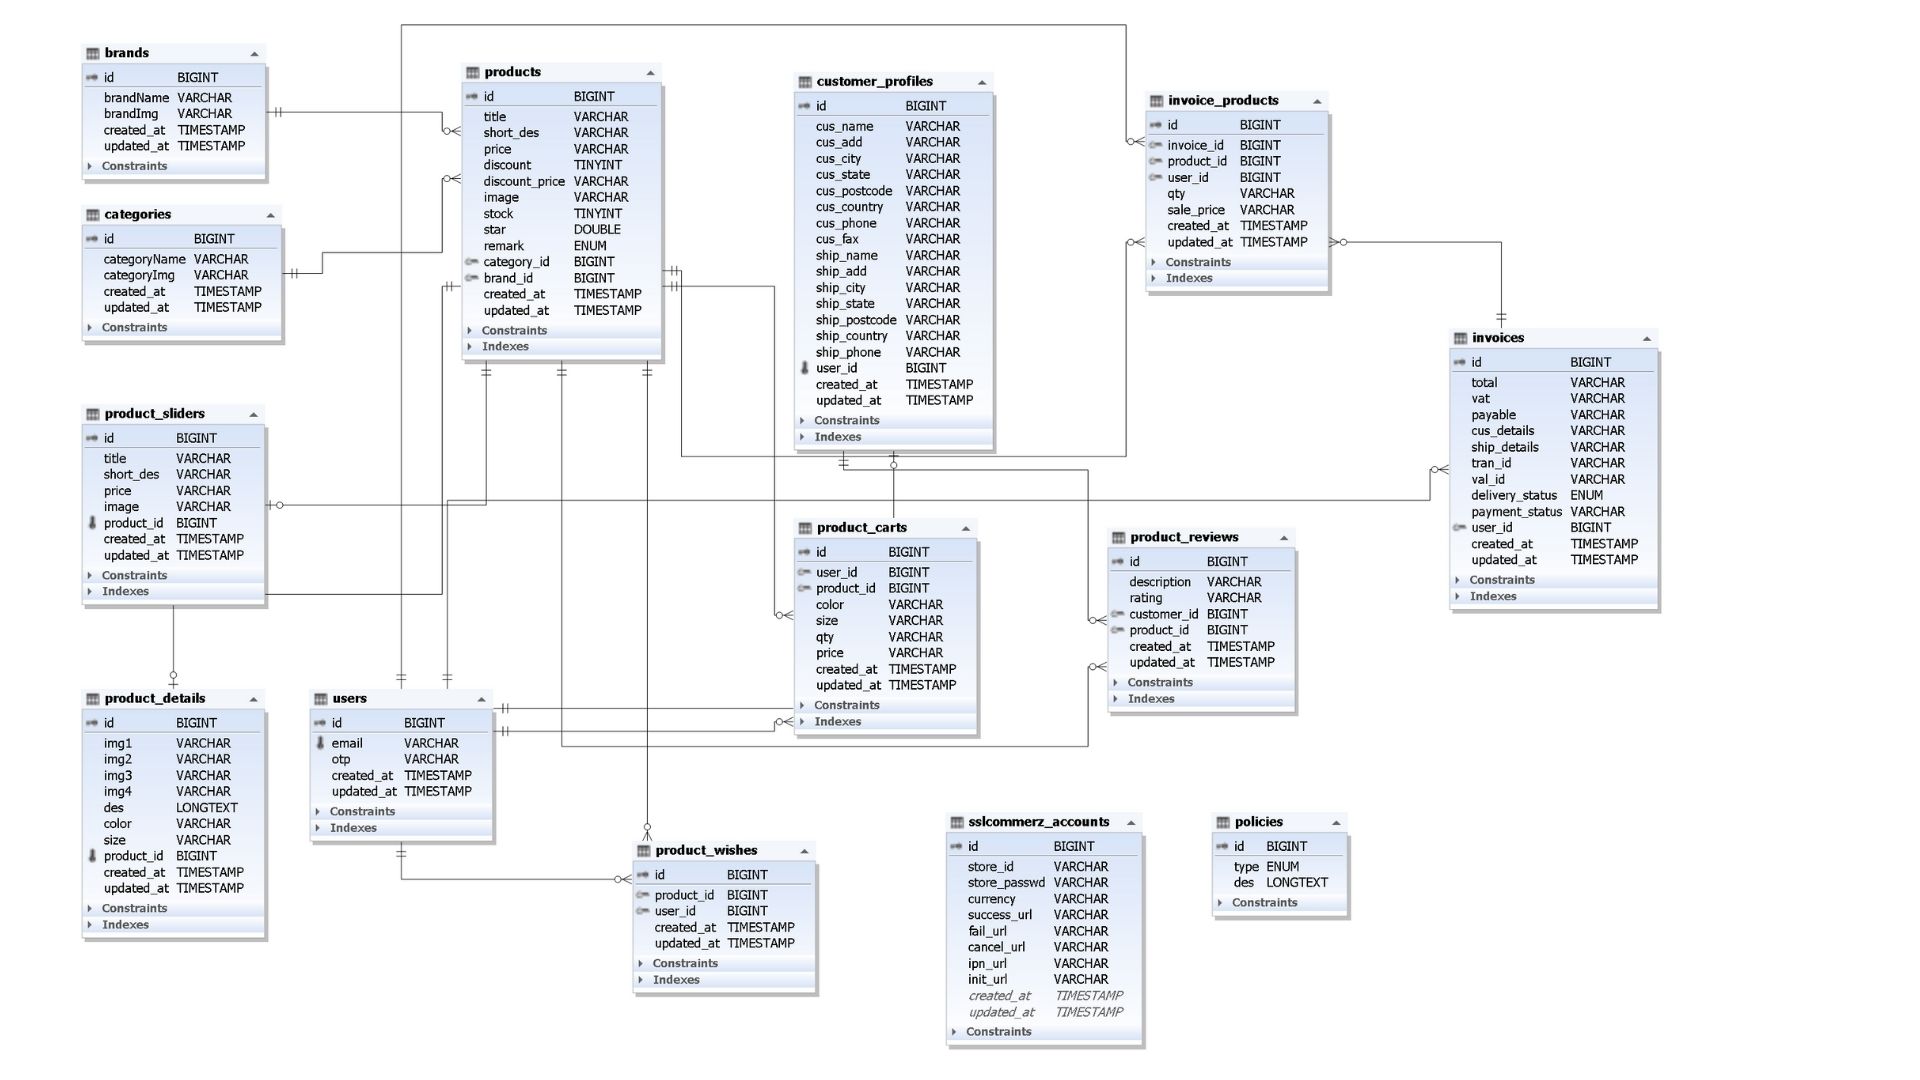 brands
id BIGINT
brandName VARCHAR
brandImg VARCHAR
created_at TIMESTAMP
updated_at TIMESTAMP
Constraints
categories
id BIGINT
categoryName VARCHAR
categoryImg VARCHAR
created_at TIMESTAMP
updated_at TIMESTAMP
Constraints
product_sliders
id BIGINT
title VARCHAR
short_des VARCHAR
price VARCHAR
image VARCHAR
product_id BIGINT
created_at TIMESTAMP
updated_at TIMESTAMP
Constraints
Indexes
product_details
id BIGINT
img1 VARCHAR
img2 VARCHAR
img3 VARCHAR
img4 VARCHAR
des LONGTEXT
color VARCHAR
size VARCHAR
product_id BIGINT
created_at TIMESTAMP
updated_at TIMESTAMP
Constraints
Indexes
products
id BIGINT
title VARCHAR
short_des VARCHAR
price VARCHAR
discount TINYINT
discount_price VARCHAR
image VARCHAR
stock TINYINT
star DOUBLE
remark ENUM
category_id BIGINT
brand_id BIGINT
created_at TIMESTAMP
updated_at TIMESTAMP
Constraints
Indexes
users
id BIGINT
email VARCHAR
otp VARCHAR
created_at TIMESTAMP
updated_at TIMESTAMP
Constraints
Indexes
product_wishes
id BIGINT
product_id BIGINT
user_id BIGINT
created_at TIMESTAMP
updated_at TIMESTAMP
Constraints
Indexes
customer_profiles
id BIGINT
cus_name VARCHAR
cus_add VARCHAR
cus_city VARCHAR
cus_state VARCHAR
cus_postcode VARCHAR
cus_country VARCHAR
cus_phone VARCHAR
cus_fax VARCHAR
ship_name VARCHAR
ship_add VARCHAR
ship_city VARCHAR
ship_state VARCHAR
ship_postcode VARCHAR
ship_country VARCHAR
ship_phone VARCHAR
user_id BIGINT
created_at TIMESTAMP
updated_at TIMESTAMP
Constraints
Indexes
product_carts
id BIGINT
user_id BIGINT
product_id BIGINT
color VARCHAR
size VARCHAR
qty VARCHAR
price VARCHAR
created_at TIMESTAMP
updated_at TIMESTAMP
Constraints
Indexes
invoice_products
id BIGINT
invoice_id BIGINT
product_id BIGINT
user_id BIGINT
qty VARCHAR
sale_price VARCHAR
created_at TIMESTAMP
updated_at TIMESTAMP
Constraints
Indexes
product_reviews
id BIGINT
description VARCHAR
rating VARCHAR
customer_id BIGINT
product_id BIGINT
created_at TIMESTAMP
updated_at TIMESTAMP
Constraints
Indexes
invoices
id BIGINT
total VARCHAR
vat VARCHAR
payable VARCHAR
cus_details VARCHAR
ship_details VARCHAR
tran_id VARCHAR
val_id VARCHAR
delivery_status ENUM
payment_status VARCHAR
user_id BIGINT
created_at TIMESTAMP
updated_at TIMESTAMP
Constraints
Indexes
sslcommerz_accounts
id BIGINT
store_id VARCHAR
store_passwd VARCHAR
currency VARCHAR
success_url VARCHAR
fail_url VARCHAR
cancel_url VARCHAR
ipn_url VARCHAR
init_url VARCHAR
created_at TIMESTAMP
updated_at TIMESTAMP
Constraints
policies
id BIGINT
type ENUM
des LONGTEXT
Constraints